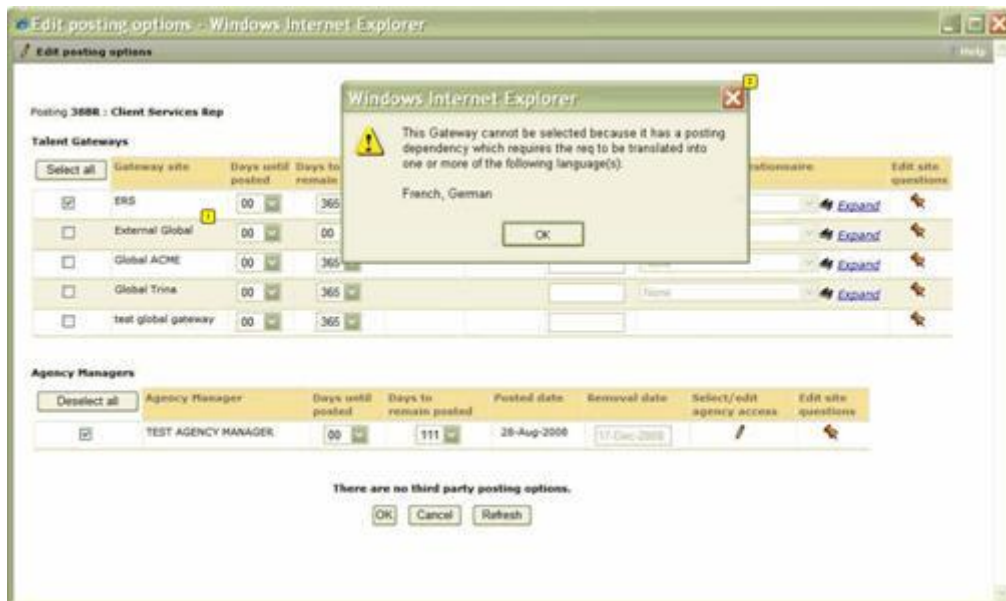 Edit posting options - Windows Internet Explorer
Edit posting options
Help
Posting 388R : Client Services Rep
Talent Gateways
Select all Gateway site Days until posted Days to remain Edit site questions
ERS 00 365 Expand
External Global 00 00 Expand
Global ACME 00 365 Expand
Global Trina 00 365 None Expand
test global gateway 00 365
Windows Internet Explorer
This Gateway cannot be selected because it has a posting
dependency which requires the req to be translated into
one or more of the following language(s).
French, German
OK
Agency Managers
Deselect all Agency Manager Days until posted Days to remain posted Posted date Removal date Select/edit agency access Edit site questions
TEST AGENCY MANAGER 00 111 28-Aug-2008 17-Dec-2008
There are no third party posting options.
OK Cancel Refresh